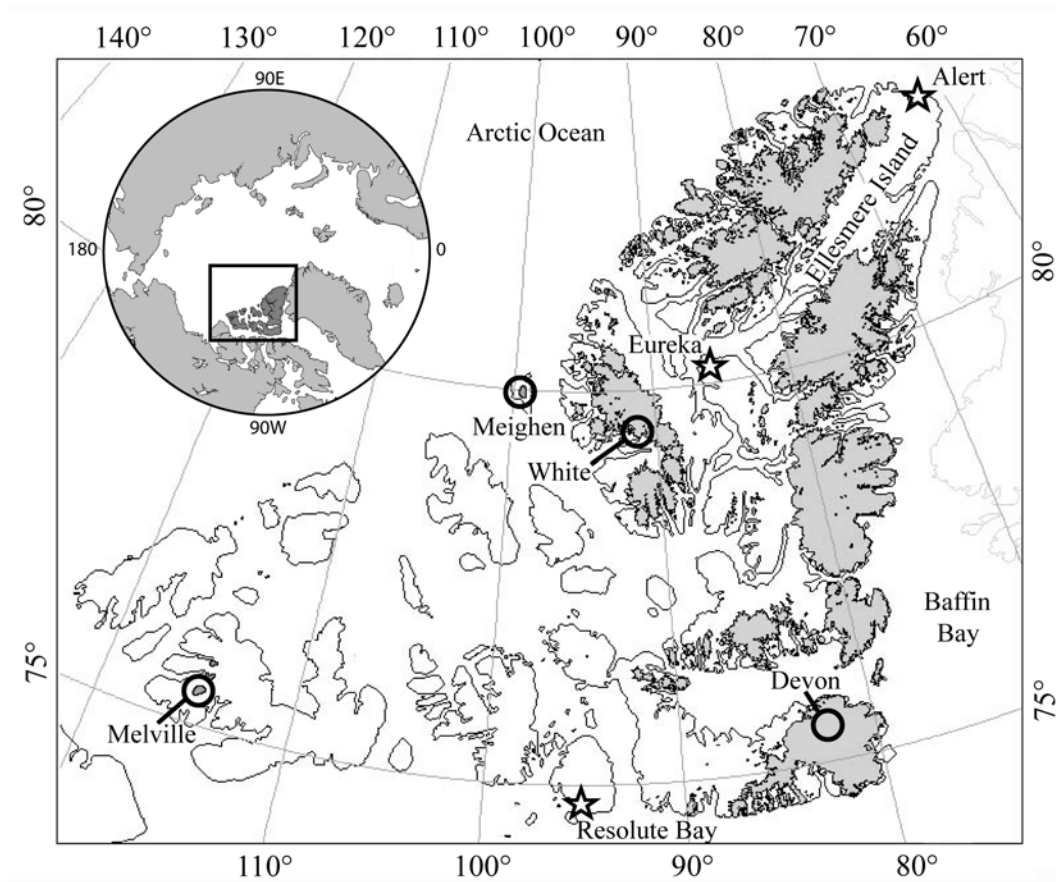 140° 130° 120° 110° 100° 90° 80° 70° 60°
90E
Alert
Arctic Ocean
Ellesmere Island
80°
180
0
80°
Eureka
90W
Meighen
White
Baffin
Bay
75°
Devon
75°
Melville
Resolute Bay
110° 100° 90° 80°